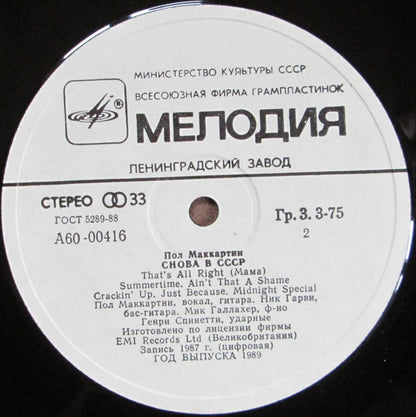 МИНИСТЕРСТВО КУЛЬТУРЫ СССР
ВСЕСОЮЗНАЯ ФИРМА ГРАМПЛАСТИНОК
®
МЕЛОДИЯ
ЛЕНИНГРАДСКИЙ ЗАВОД
СТЕРЕО 33
ГОСТ 5289-88
А60-00416
Гр. 3. 3-75
2
Пол Маккартни
СНОВА В СССР
That's All Right (Мама)
Summertime. Ain't That A Shame
Crackin' Up. Just Because. Midnight Special
Пол Маккартни, вокал, гитара. Ник Гарви,
бас-гитара. Мик Галлахер, ф-но
Генри Спинетти, ударные
Изготовлено по лицензии фирмы
EMI Records Ltd (Великобритания)
Запись 1987 г. (цифровая)
ГОД ВЫПУСКА 1989